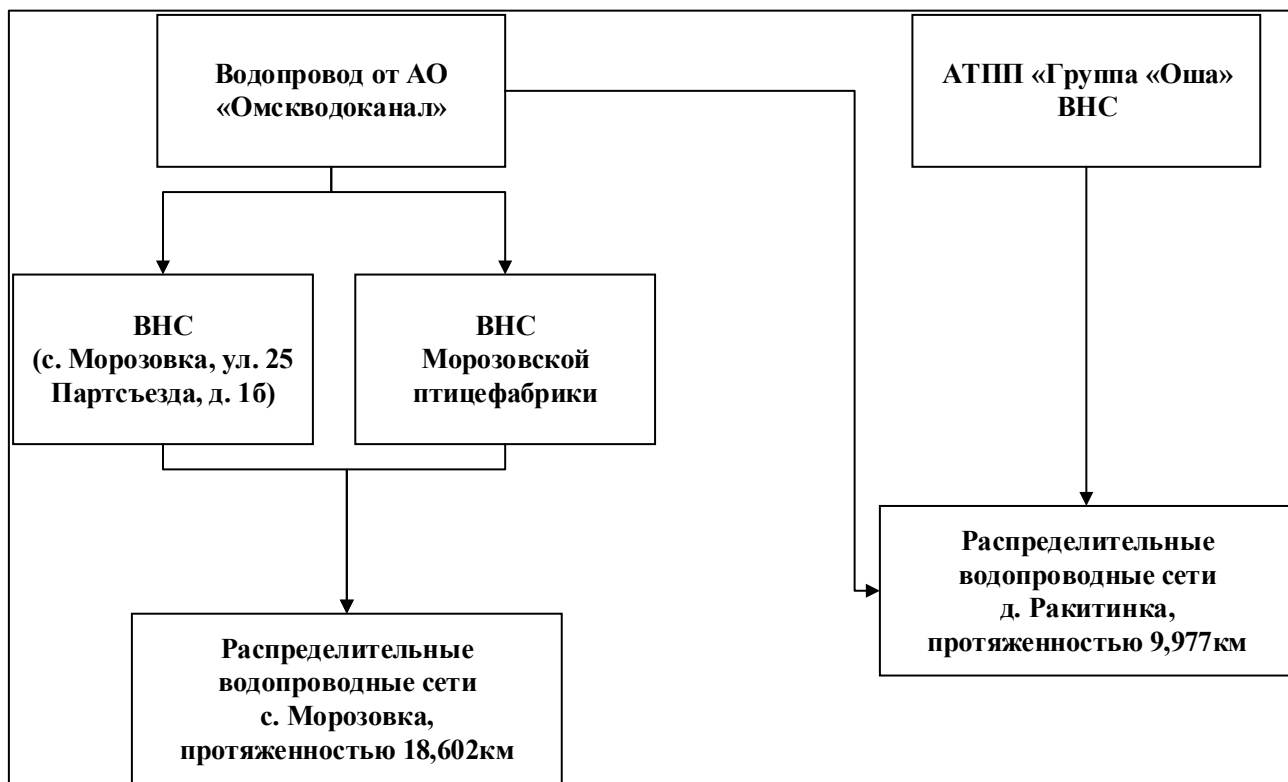 Водопровод от АО
«Омскводоканал»
АТПП «Группа «Оша»
ВНС
ВНС
(с. Морозовка, ул. 25
Партсъезда, д. 1б)
ВНС
Морозовской
птицефабрики
Распределительные
водопроводные сети
д. Ракитинка,
протяженностью 9,977км
Распределительные
водопроводные сети
с. Морозовка,
протяженностью 18,602км